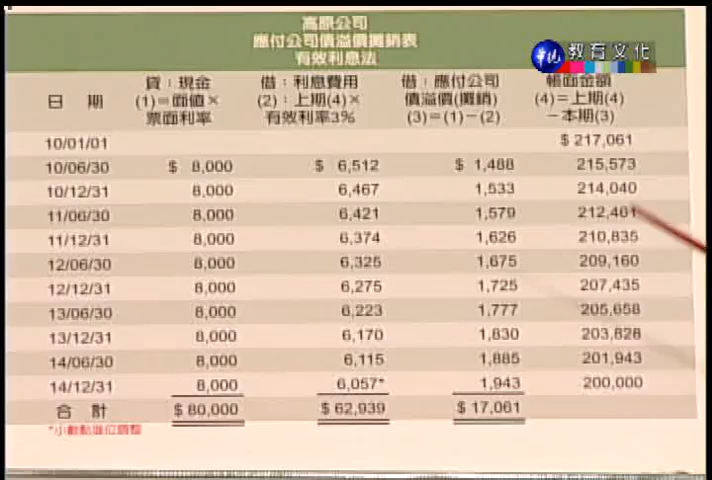 高原公司
應付公司債溢價攤銷表
有效利息法
華視 教育文化
日 期 貸:現金 (1)=面值× 票面利率 借:利息費用 (2):上期(4)× 有效利率3% 借:應付公司 債溢價(攤銷) (3)=(1)-(2) 帳面金額 (4)=上期(4) -本期(3)
10/01/01 $ 217,061
10/06/30 $ 8,000 $ 6,512 $ 1,488 215,573
10/12/31 8,000 6,467 1,533 214,040
11/06/30 8,000 6,421 1,579 212,461
11/12/31 8,000 6,374 1,626 210,835
12/06/30 8,000 6,325 1,675 209,160
12/12/31 8,000 6,275 1,725 207,435
13/06/30 8,000 6,223 1,777 205,658
13/12/31 8,000 6,170 1,830 203,828
14/06/30 8,000 6,115 1,885 201,943
14/12/31 8,000 6,057* 1,943 200,000
合 計 $ 80,000 $ 62,939 $ 17,061
*小數點進位調整